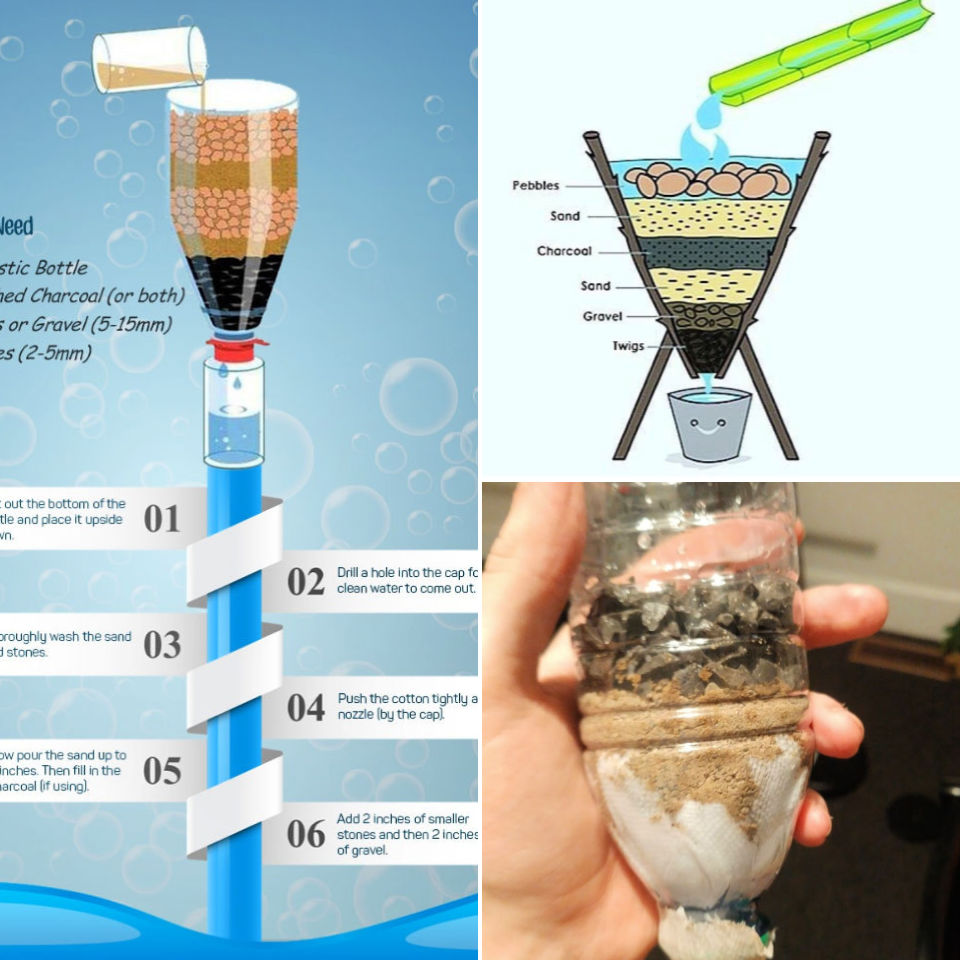 Need
stic Bottle
hed Charcoal (or both)
s or Gravel (5-15mm)
es (2-5mm)
out the bottom of the
tle and place it upside
wn.
01
02
Drill a hole into the cap fo
clean water to come out.
oroughly wash the sand
d stones.
03
04
Push the cotton tightly a
nozzle (by the cap).
ow pour the sand up to
inches. Then fill in the
harcoal (if using).
05
06
Add 2 inches of smaller
stones and then 2 inches
of gravel.
Pebbles
Sand
Charcoal
Sand
Gravel
Twigs